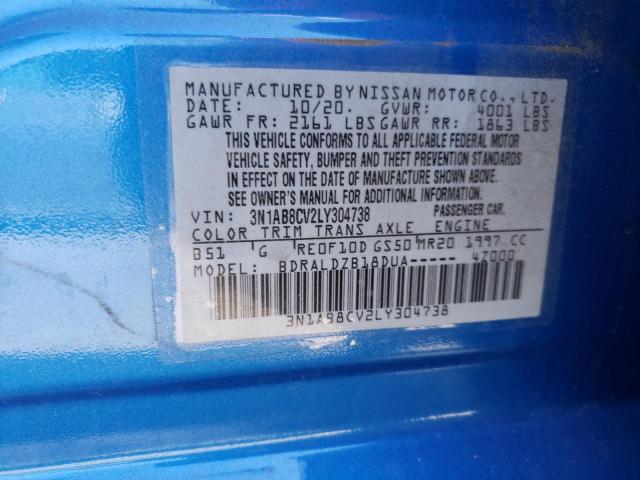 MANUFACTURED BY NISSAN MOTOR CO., LTD.
DATE: 10/20. GVWR: 4001 LBS
GAWR FR: 2161 LBS GAWR RR: 1863 LBS
THIS VEHICLE CONFORMS TO ALL APPLICABLE FEDERAL MOTOR
VEHICLE SAFETY, BUMPER AND THEFT PREVENTION STANDARDS
IN EFFECT ON THE DATE OF MANUFACTURE SHOWN ABOVE.
SEE OWNER'S MANUAL FOR ADDITIONAL INFORMATION.
VIN: 3N1AB8CV2LY304738 PASSENGER CAR.
COLOR TRIM TRANS AXLE ENGINE
B51 'G RE0F10D GS50 MR20 1997 CC
MODEL: BDRALDZB18DUA----- 47000
3N1A98CV2LY304738